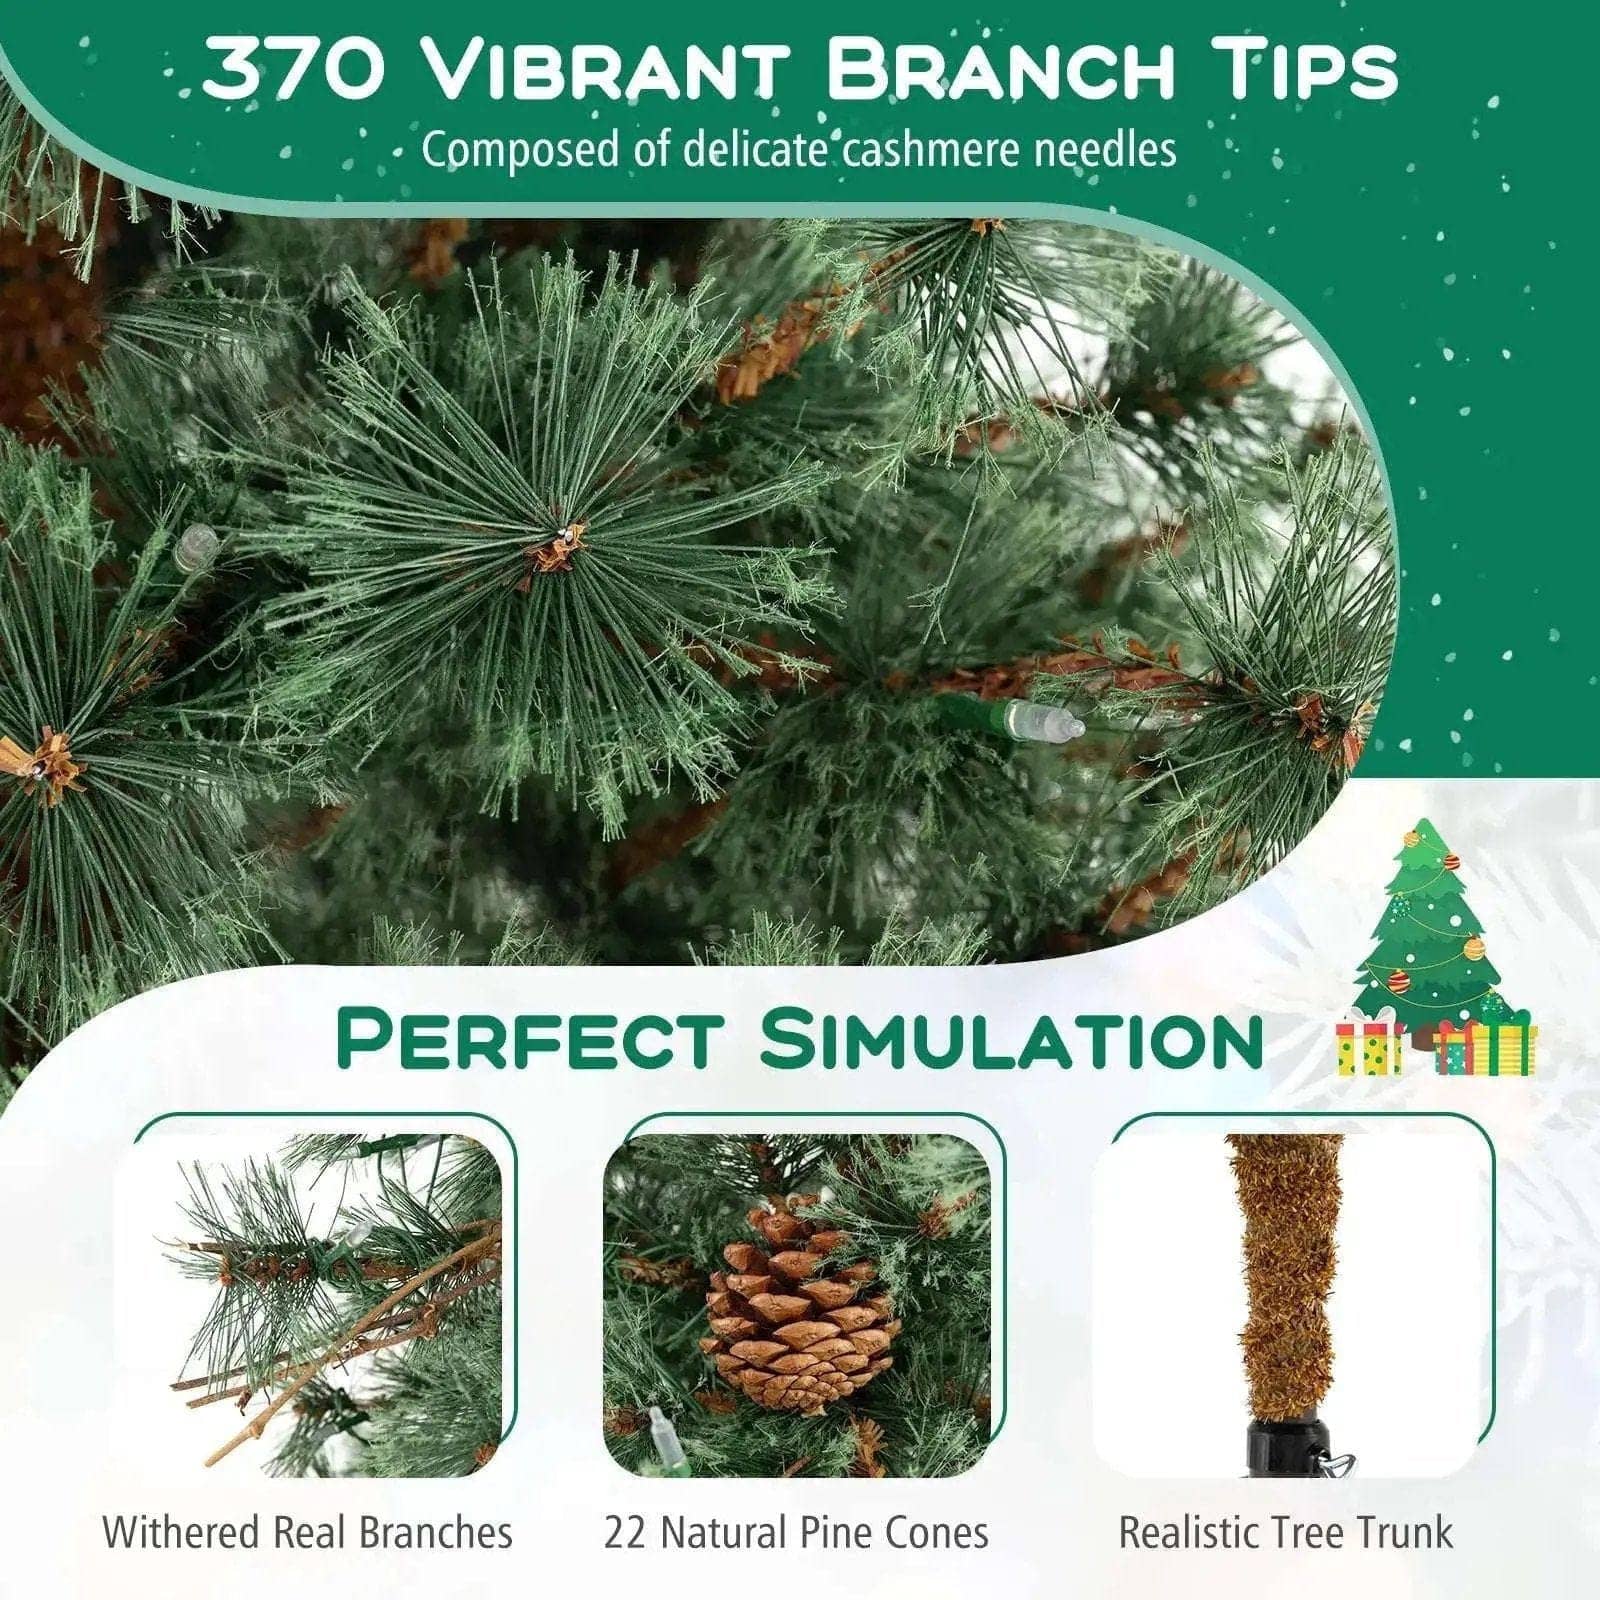 370 VIBRANT BRANCH TIPS
Composed of delicate cashmere needles
PERFECT SIMULATION
Withered Real Branches
22 Natural Pine Cones
Realistic Tree Trunk